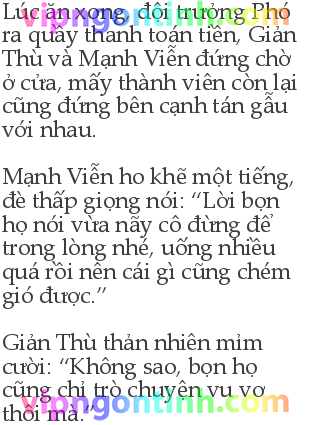 Lúc ăn xong, đội trưởng Phó
ra quầy thanh toán tiền, Giản
Thù và Mạnh Viễn đứng chờ
ở cửa, mấy thành viên còn lại
cũng đứng bên cạnh tán gẫu
với nhau.
Mạnh Viễn ho khẽ một tiếng,
đè thấp giọng nói: “Lời bọn
họ nói vừa nãy cô đừng để
trong lòng nhé, uống nhiều
quá rồi nên cái gì cũng chém
gió được.”
Giản Thù thản nhiên mỉm
cười: “Không sao, bọn họ
cũng chỉ trò chuyện vu vơ
thôi mà.”
vipngontinh.com
vipngontinh.com